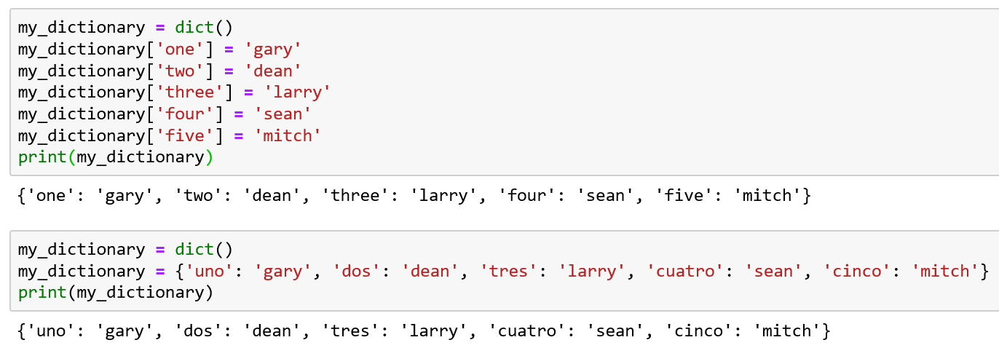 my_dictionary = dict()
my_dictionary['one'] = 'gary'
my_dictionary['two'] = 'dean'
my_dictionary['three'] = 'larry'
my_dictionary['four'] = 'sean'
my_dictionary['five'] = 'mitch'
print(my_dictionary)
{'one': 'gary', 'two': 'dean', 'three': 'larry', 'four': 'sean', 'five': 'mitch'}
my_dictionary = dict()
my_dictionary = {'uno': 'gary', 'dos': 'dean', 'tres': 'larry', 'cuatro': 'sean', 'cinco': 'mitch'}
print(my_dictionary)
{'uno': 'gary', 'dos': 'dean', 'tres': 'larry', 'cuatro': 'sean', 'cinco': 'mitch'}